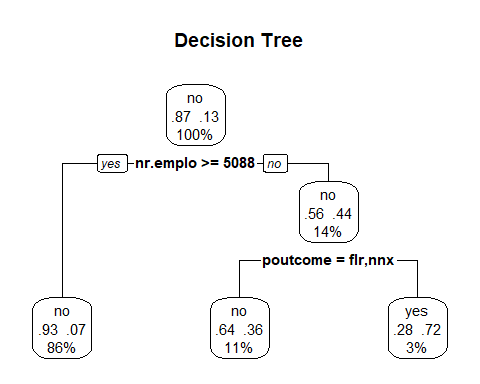 Decision Tree
no
.87 .13
100%
yes nr.emplo >= 5088 no
no
.56 .44
14%
poutcome = flr,nnx
no
.93 .07
86%
no
.64 .36
11%
yes
.28 .72
3%